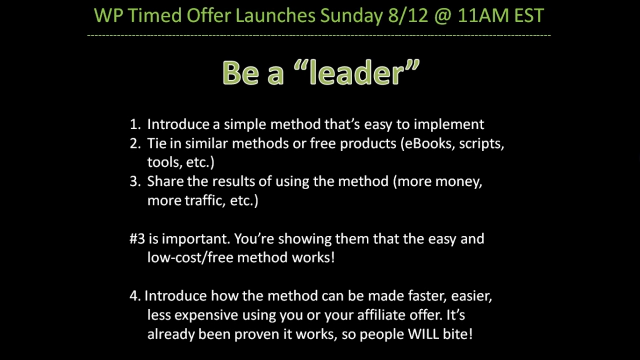 WP Timed Offer Launches Sunday 8/12 @ 11AM EST
Be a “leader”
1. Introduce a simple method that’s easy to implement
2. Tie in similar methods or free products (eBooks, scripts,
tools, etc.)
3. Share the results of using the method (more money,
more traffic, etc.)
#3 is important. You’re showing them that the easy and
low-cost/free method works!
4. Introduce how the method can be made faster, easier,
less expensive using you or your affiliate offer. It’s
already been proven it works, so people WILL bite!